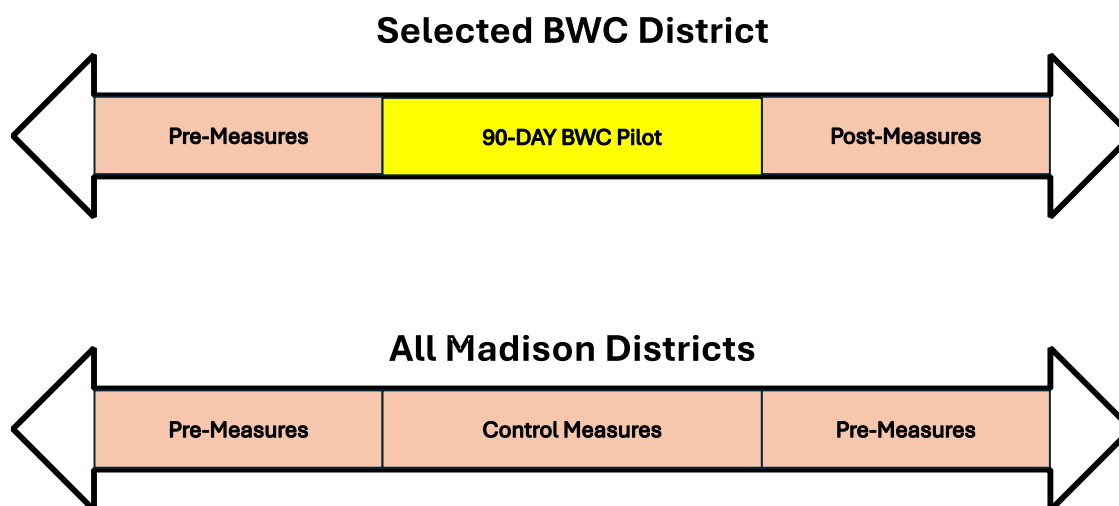 Selected BWC District
Pre-Measures
90-DAY BWC Pilot
Post-Measures
All Madison Districts
Pre-Measures
Control Measures
Pre-Measures